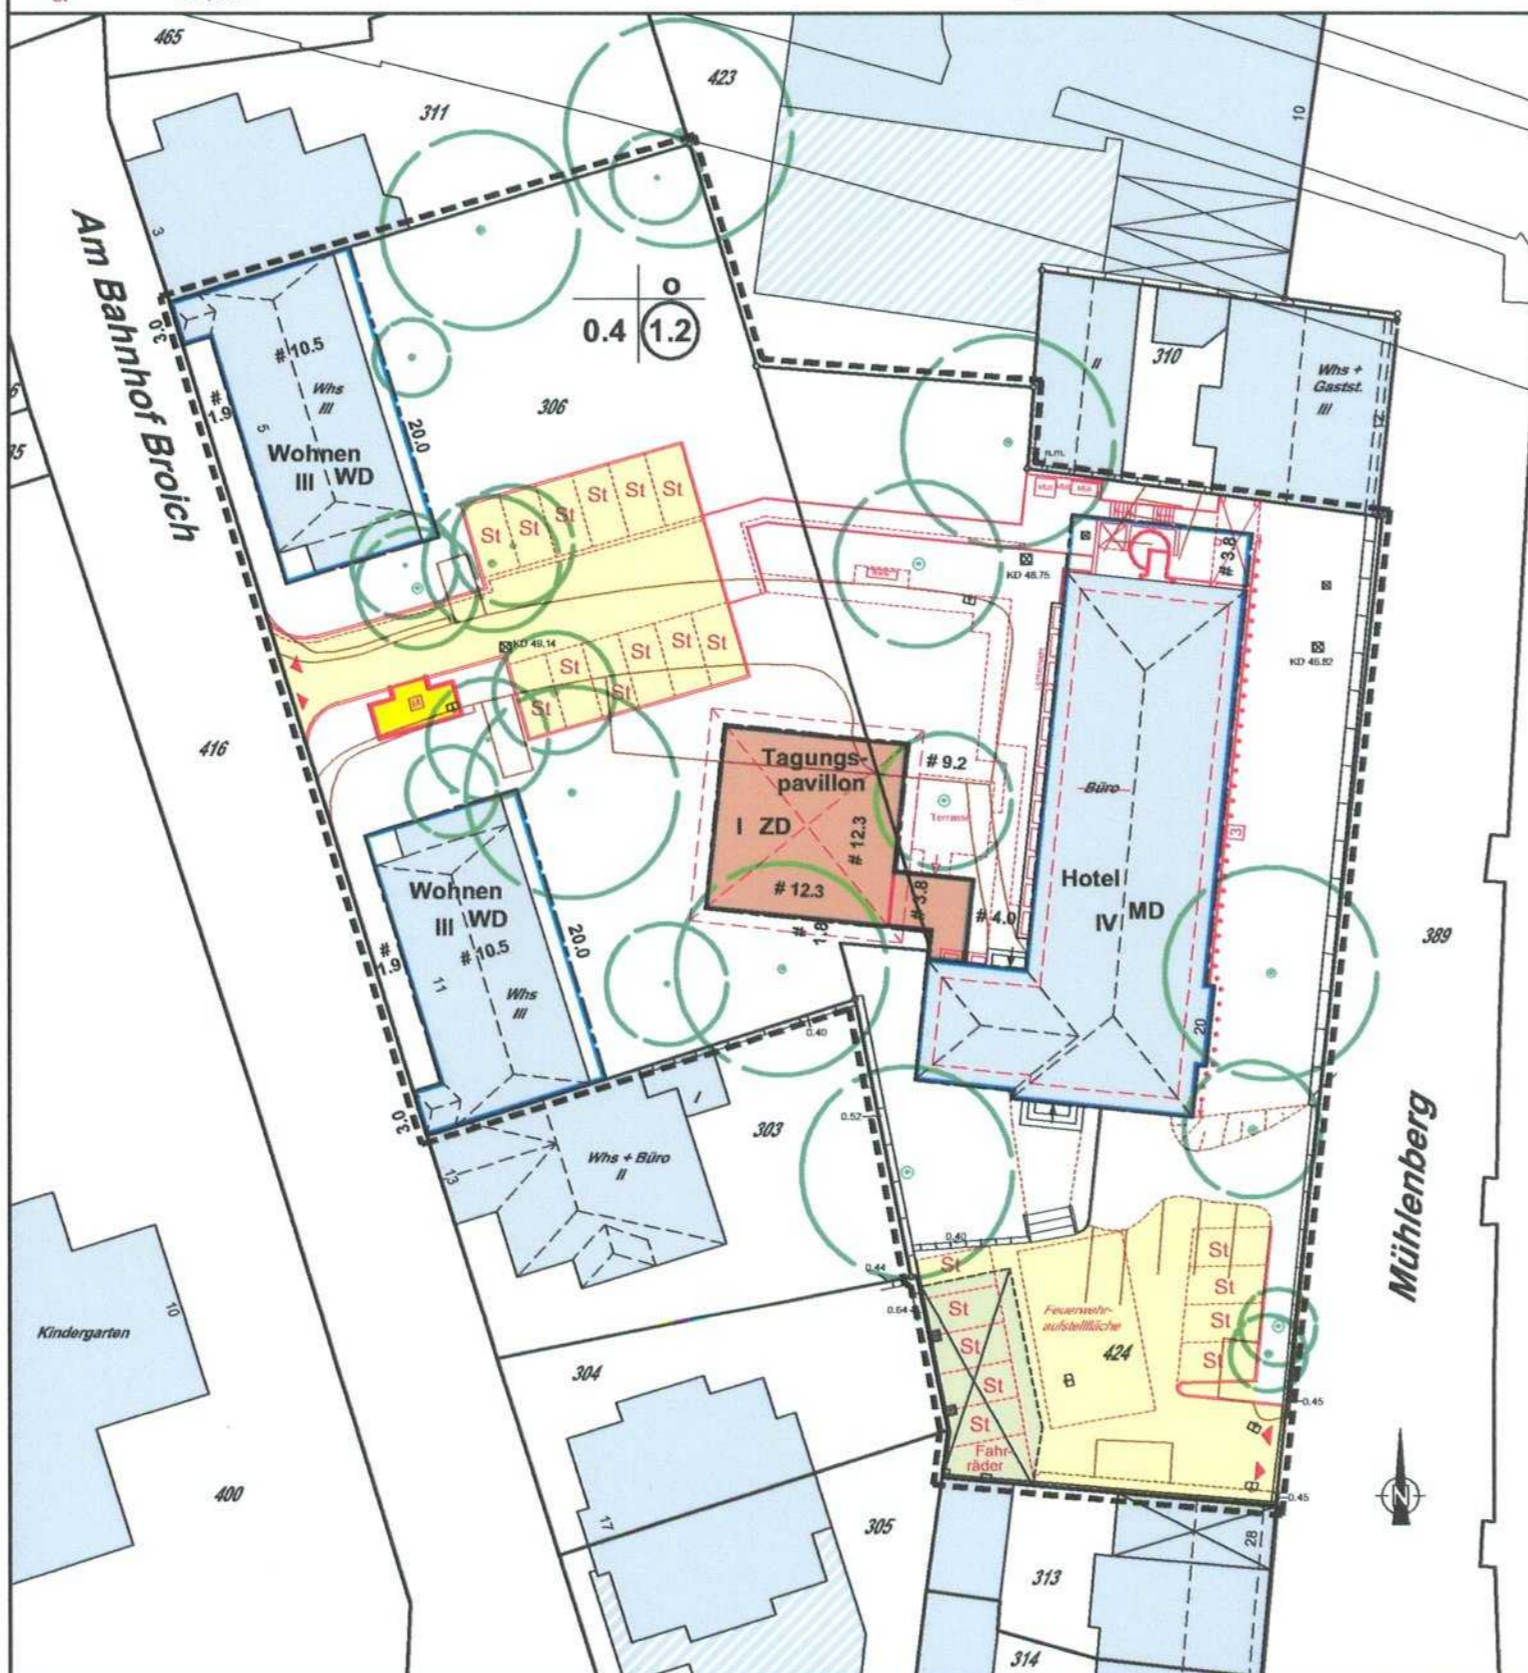 465
423
311
10
3
Am Bahnhof Broich
o
0.4
1.2
3.0
# 10.5
Whs
III
#
1.9
5
20.0
Wohnen
III WD
306
II
310
Whs +
Gastst.
III
St
St
St
St
St
St
# 3.8
KD 48.75
KD 49.14
KD 46.82
St
St
St
St
St
416
Tagungs-
pavillon
I ZD
# 12.3
# 12.3
# 9.2
Terrasse
Büro
3
Hotel
IV MD
# 3.8
# 4.0
#
1.8
20
389
Wohnen
III WD
# 10.5
#
1.9
11
20.0
Whs
III
3.0
0.40
0.52
303
I
Whs + Büro
II
13
Mühlenberg
0.40
0.44
0.64
St
St
St
St
St
Fahr-
räder
Feuerwehr-
aufstellfläche
424
St
St
St
St
0.45
0.45
Kindergarten
10
304
400
17
305
313
28
314
N